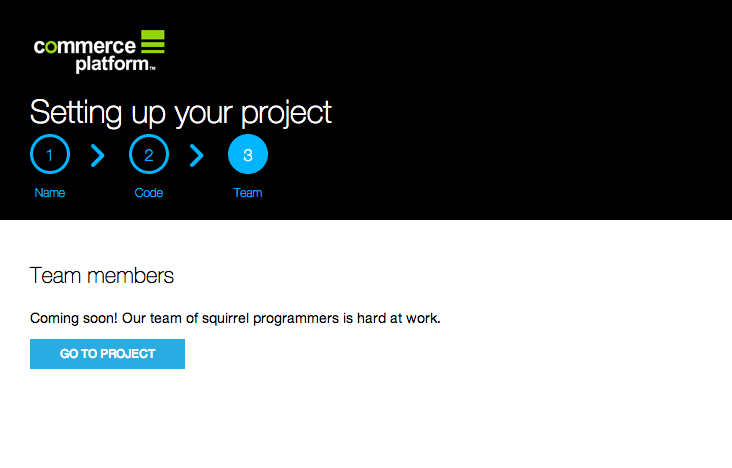 commerce
platform™
Setting up your project
1 2 3
Name Code Team
Team members
Coming soon! Our team of squirrel programmers is hard at work.
GO TO PROJECT